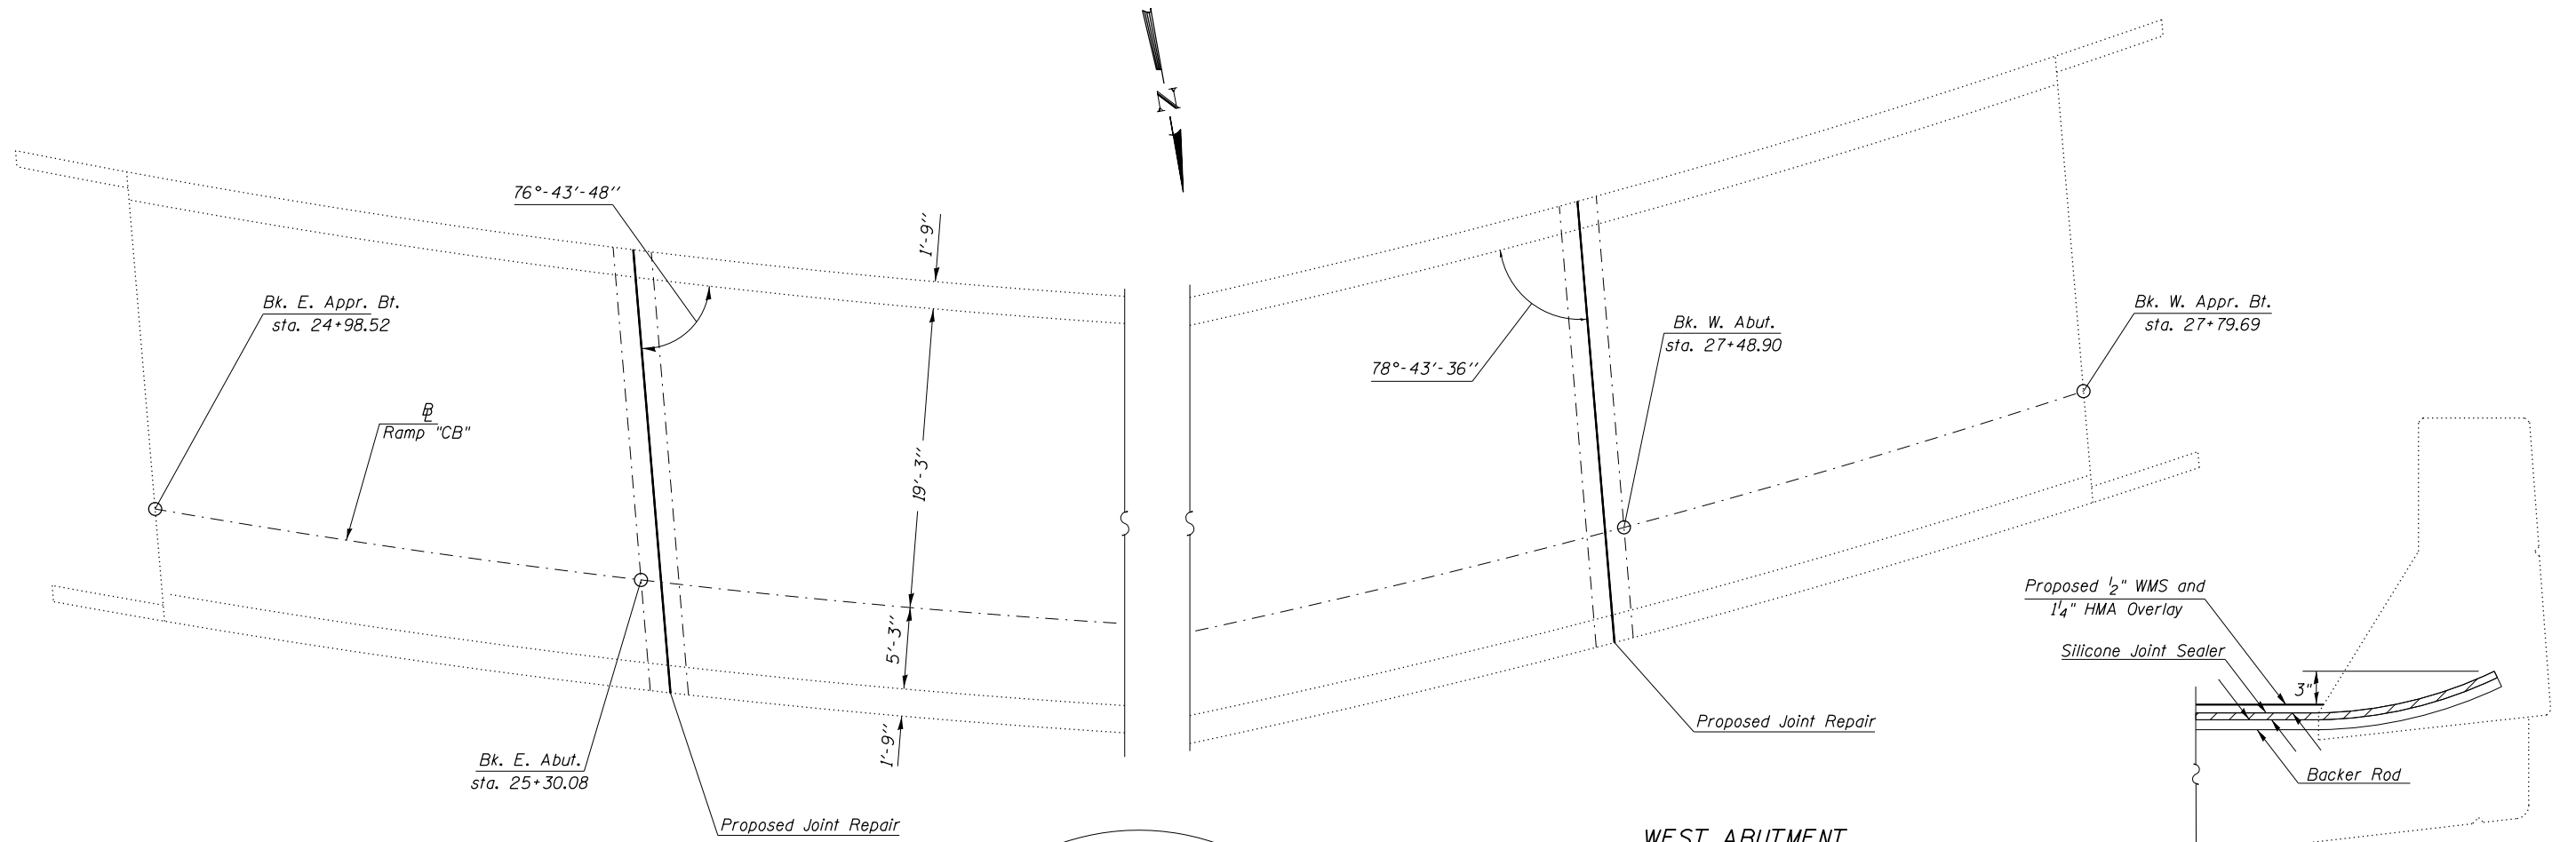 N
76°-43'-48''
1'-9''
Bk. E. Appr. Bt.
sta. 24+98.52
Bk. W. Abut.
sta. 27+48.90
Bk. W. Appr. Bt.
sta. 27+79.69
78°-43'-36''
Ramp "CB"
19'-3''
5'-3''
1'-9''
Proposed 1/2" WMS and
1 1/4" HMA Overlay
Silicone Joint Sealer
3"
Backer Rod
Proposed Joint Repair
Bk. E. Abut.
sta. 25+30.08
Proposed Joint Repair
WEST ABUTMENT